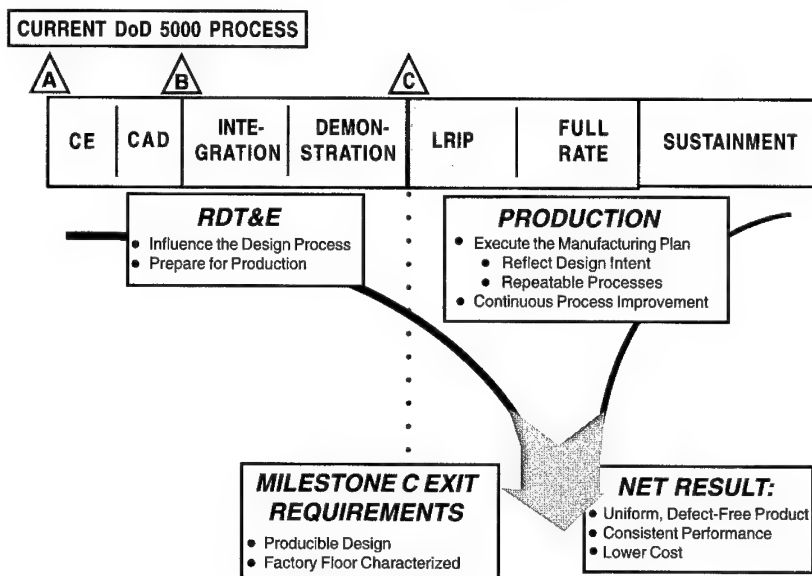 CURRENT DoD 5000 PROCESS
A
B
C
CE
CAD
INTE-
GRATION
DEMON-
STRATION
LRIP
FULL
RATE
SUSTAINMENT
RDT&E
• Influence the Design Process
• Prepare for Production
PRODUCTION
• Execute the Manufacturing Plan
• Reflect Design Intent
• Repeatable Processes
• Continuous Process Improvement
MILESTONE C EXIT
REQUIREMENTS
• Producible Design
• Factory Floor Characterized
NET RESULT:
• Uniform, Defect-Free Product
• Consistent Performance
• Lower Cost